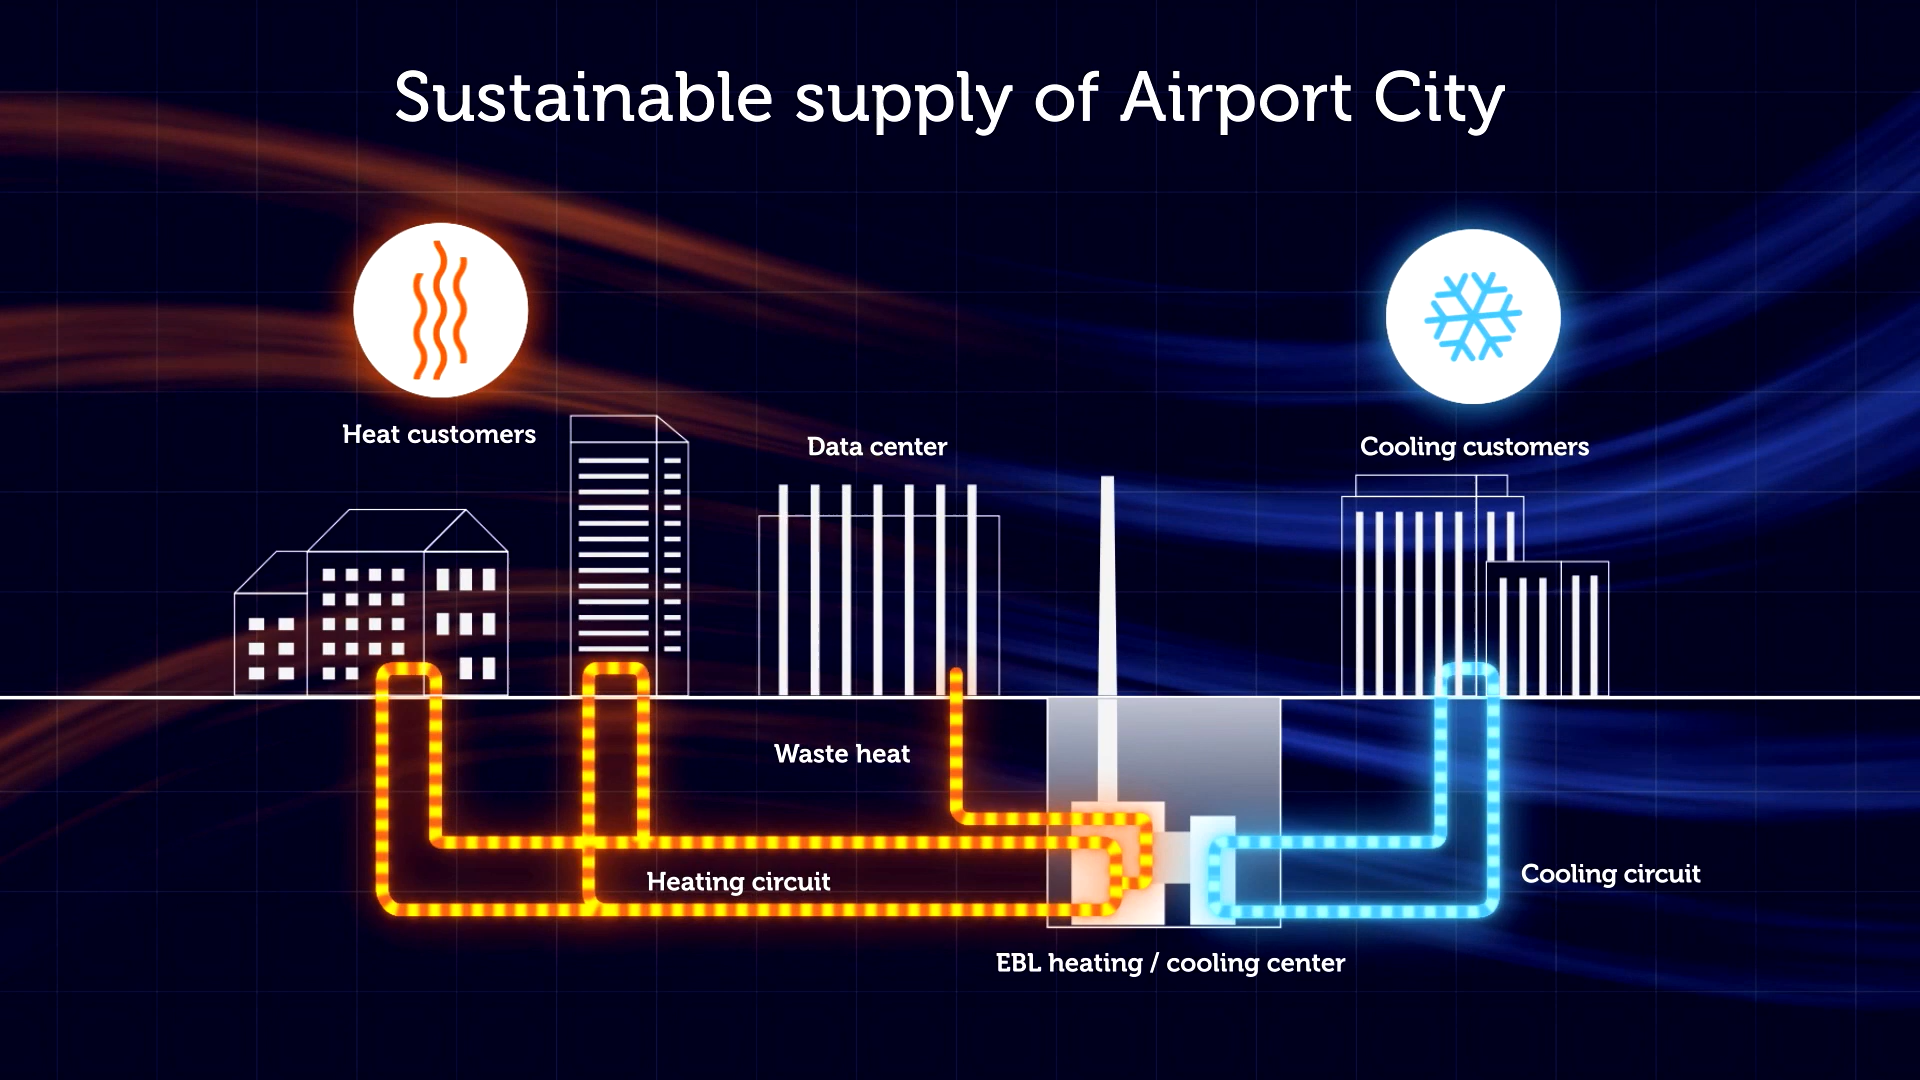 Sustainable supply of Airport City
Heat customers
Data center
Cooling customers
Waste heat
Heating circuit
Cooling circuit
EBL heating / cooling center